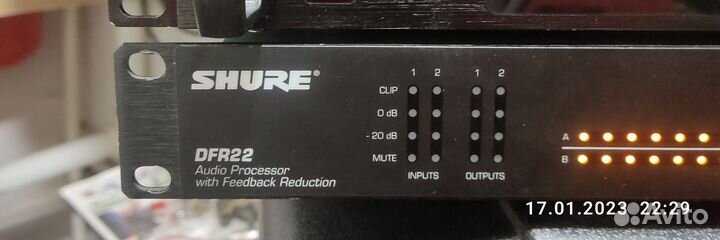 SHURE®
1 2 1 2
CLIP
0 dB
-20 dB
MUTE
INPUTS OUTPUTS
A
B
DFR22
Audio Processor
with Feedback Reduction
17.01.2023 22:29
Avito